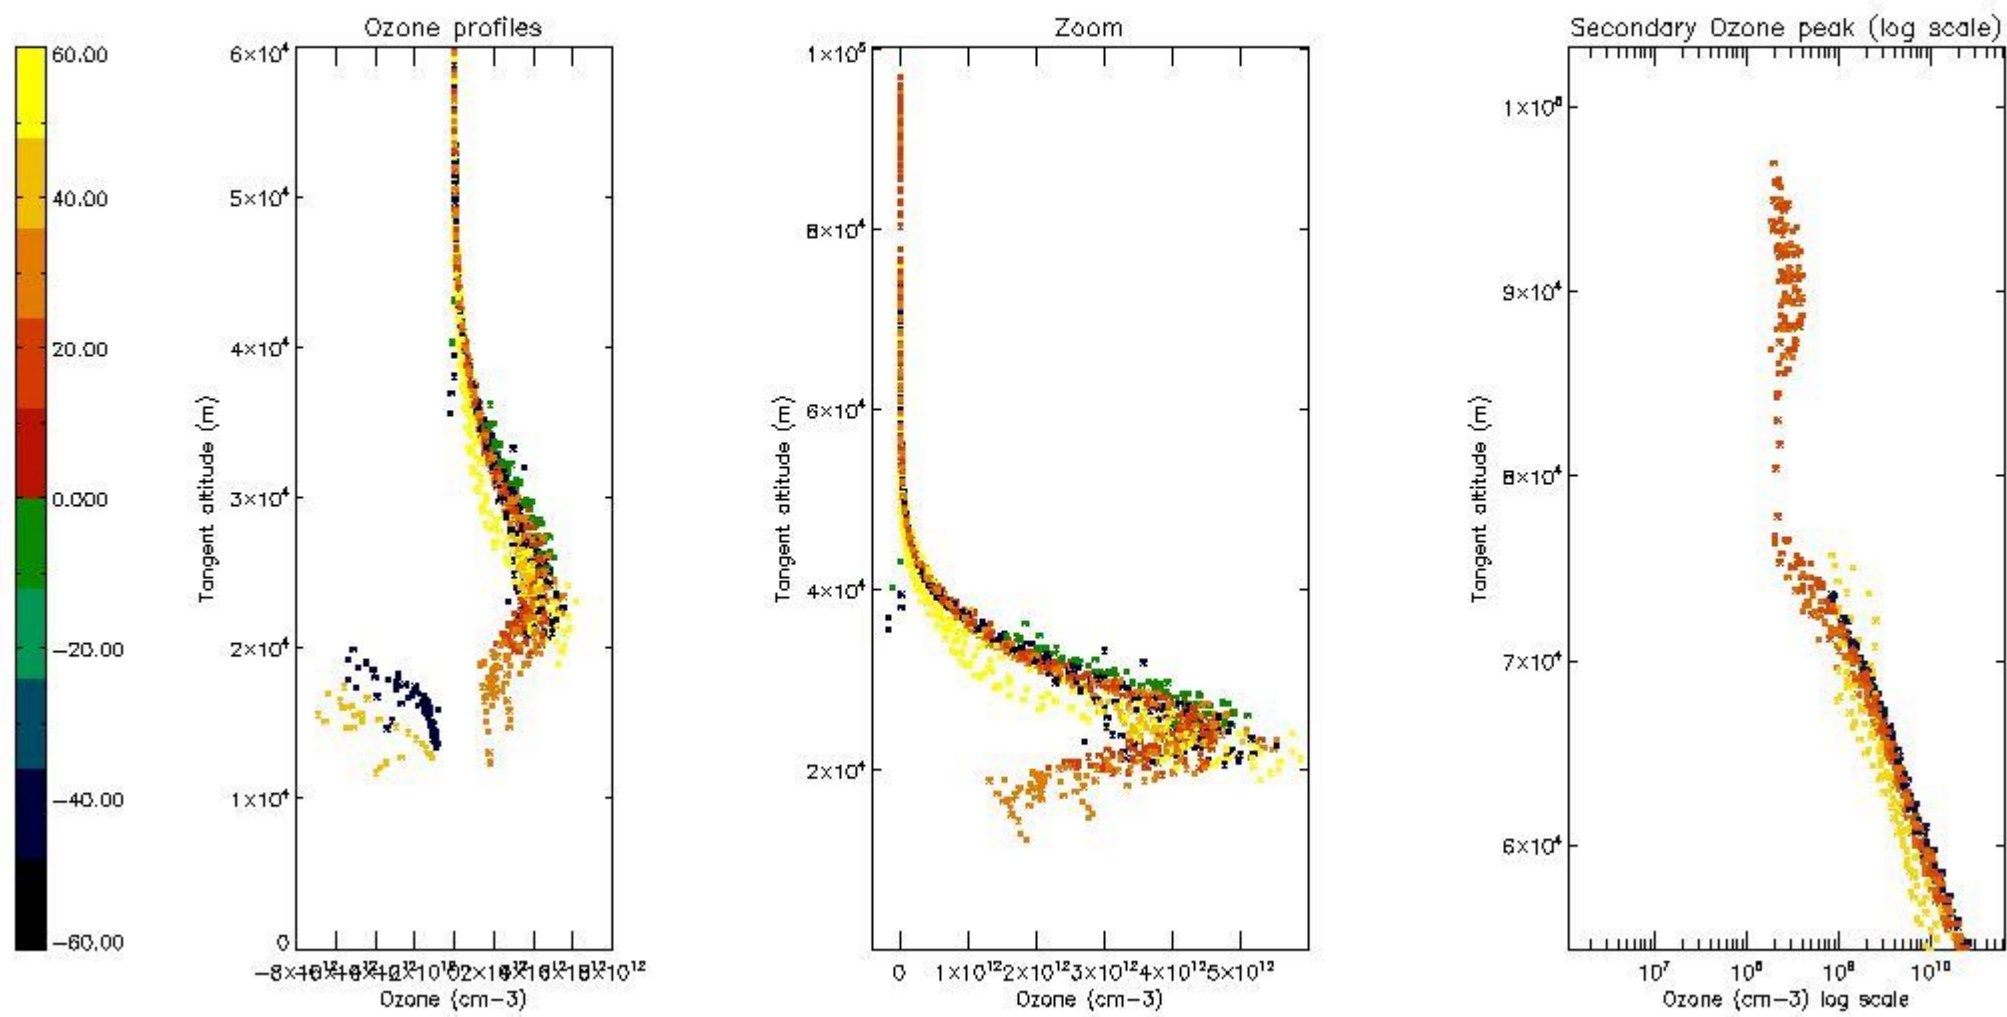 Ozone profiles
Zoom
Secondary Ozone peak (log scale)
60.00
40.00
20.00
0.000
-20.00
-40.00
-60.00
6×10⁴
5×10⁴
4×10⁴
3×10⁴
2×10⁴
1×10⁴
0
Tangent altitude (m)
Ozone (cm-3)
1×10⁵
8×10⁴
6×10⁴
4×10⁴
2×10⁴
Tangent altitude (m)
0 1×10¹² 2×10¹² 3×10¹² 4×10¹² 5×10¹²
Ozone (cm-3)
9×10⁴
8×10⁴
7×10⁴
6×10⁴
Tangent altitude (m)
10⁷ 10⁸ 10⁹ 10¹⁰
Ozone (cm-3) log scale